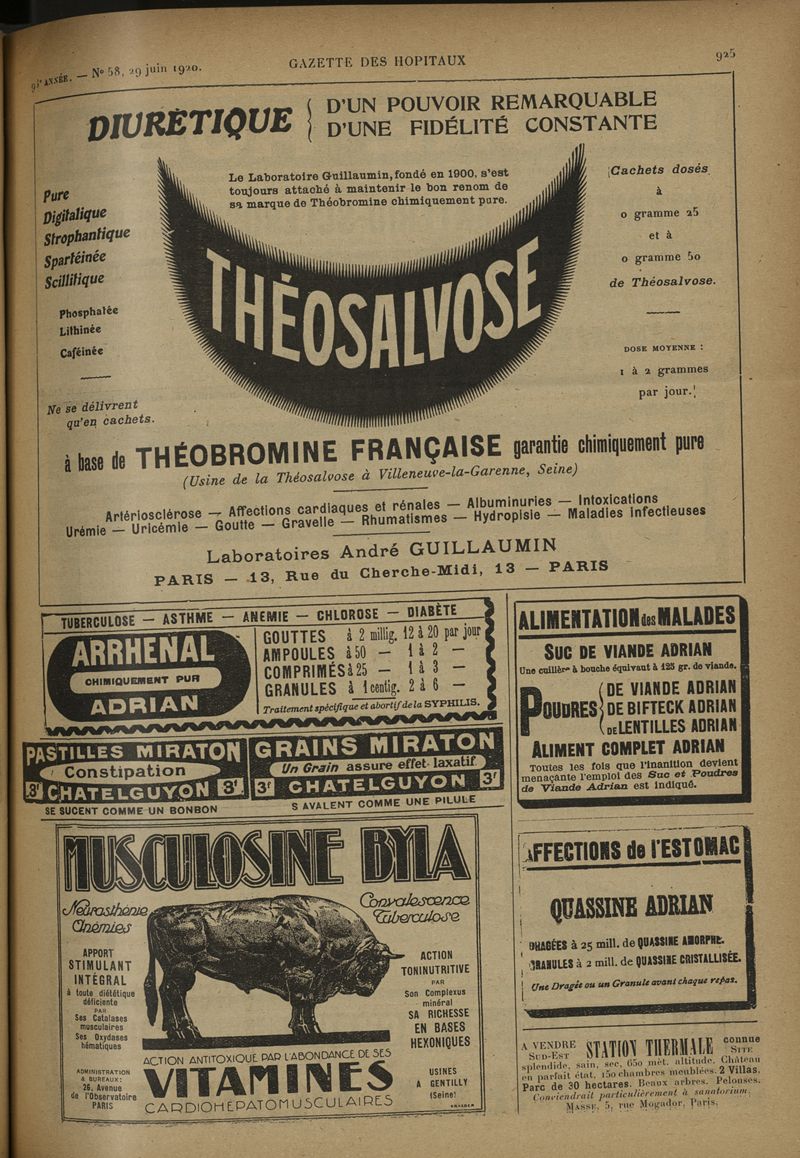 9 ANNÉE. — No 58, 29 juin 1920.
GAZETTE DES HOPITAUX
925
DIURÉTIQUE
D'UN POUVOIR REMARQUABLE
D'UNE FIDÉLITÉ CONSTANTE
Le Laboratoire Guillaumin, fondé en 1900, s'est
toujours attaché à maintenir le bon renom de
sa marque de Théobromine chimiquement pure.
Pure
Digitalique
Strophantique
Spartéinée
Scillitique
Phosphatée
Lithinée
Caféinée
Ne se délivrent
qu'en cachets.
THÉOSALVOSE
Cachets dosés
à
0 gramme 25
et à
0 gramme 50
de Théosalvose.
DOSE MOYENNE :
1 à 2 grammes
par jour.
à base de THÉOBROMINE FRANÇAISE garantie chimiquement pure
(Usine de la Théosalvose à Villeneuve-la-Garenne, Seine)
Artériosclérose — Affections cardiaques et rénales — Albuminuries — Intoxications
Urémie — Uricémie — Goutte — Gravelle — Rhumatismes — Hydropisie — Maladies infectieuses
Laboratoires André GUILLAUMIN
PARIS — 13, Rue du Cherche-Midi, 13 — PARIS
TUBERCULOSE — ASTHME — ANEMIE — CHLOROSE — DIABÈTE
ARRHENAL
CHIMIQUEMENT PUR
ADRIAN
GOUTTES à 2 millig. 12 à 20 par jour
AMPOULES à 50 — 1 à 2 —
COMPRIMÉS à 25 — 1 à 3 —
GRANULES à 1 centig. 2 à 6 —
Traitement spécifique et abortif de la SYPHILIS.
PASTILLES MIRATON
Constipation
3f CHATELGUYON 3f
SE SUCENT COMME UN BONBON
GRAINS MIRATON
Un Grain assure effet laxatif
3f CHATELGUYON 3f
S AVALENT COMME UNE PILULE
MUSCULOSINE BYLA
Neurasthénie
Anémies
Convalescence
Tuberculose
APPORT
STIMULANT
INTÉGRAL
à toute diététique
déficiente
PAR
Ses Catalases
musculaires
Ses Oxydases
hématiques
ADMINISTRATION
& BUREAUX:
26, Avenue
de l'Observatoire
PARIS
ACTION
TONINUTRITIVE
PAR
Son Complexus
minéral
SA RICHESSE
EN BASES
HEXONIQUES
USINES
A GENTILLY
(Seine)
ACTION ANTITOXIQUE PAR L'ABONDANCE DE SES
VITAMINES
CARDIOHÉPATOMUSCULAIRES
ALIMENTATION des MALADES
SUC DE VIANDE ADRIAN
Une cuillère à bouche équivaut à 125 gr. de viande.
POUDRES
DE VIANDE ADRIAN
DE BIFTECK ADRIAN
DE LENTILLES ADRIAN
ALIMENT COMPLET ADRIAN
Toutes les fois que l'inanition devient
menaçante l'emploi des Suc et Poudres
de Viande Adrian est indiqué.
AFFECTIONS de l'ESTOMAC
QUASSINE ADRIAN
DRAGÉES à 25 mill. de QUASSINE AMORPHE.
GRANULES à 2 mill. de QUASSINE CRISTALLISÉE.
Une Dragée ou un Granule avant chaque repas.
A VENDRE
SUD-EST
STATION THERMALE
connue
SITE
splendide, sain, sec, 650 mèt. altitude. Château
en parfait état, 150 chambres meublées. 2 Villas.
Parc de 30 hectares. Beaux arbres. Pelouses.
Conviendrait particulièrement à sanatorium.
MASSE, 5, rue Mogador, Paris.